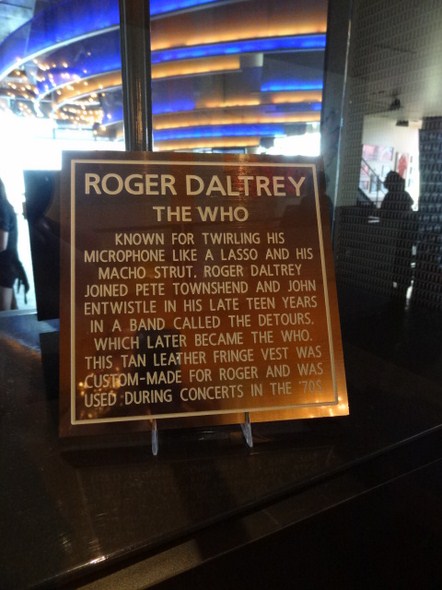 ROGER DALTREY
THE WHO
KNOWN FOR TWIRLING HIS
MICROPHONE LIKE A LASSO AND HIS
MACHO STRUT, ROGER DALTREY
JOINED PETE TOWNSHEND AND JOHN
ENTWISTLE IN HIS LATE TEEN YEARS
IN A BAND CALLED THE DETOURS,
WHICH LATER BECAME THE WHO.
THIS TAN LEATHER FRINGE VEST WAS
CUSTOM-MADE FOR ROGER AND WAS
USED DURING CONCERTS IN THE '70S.